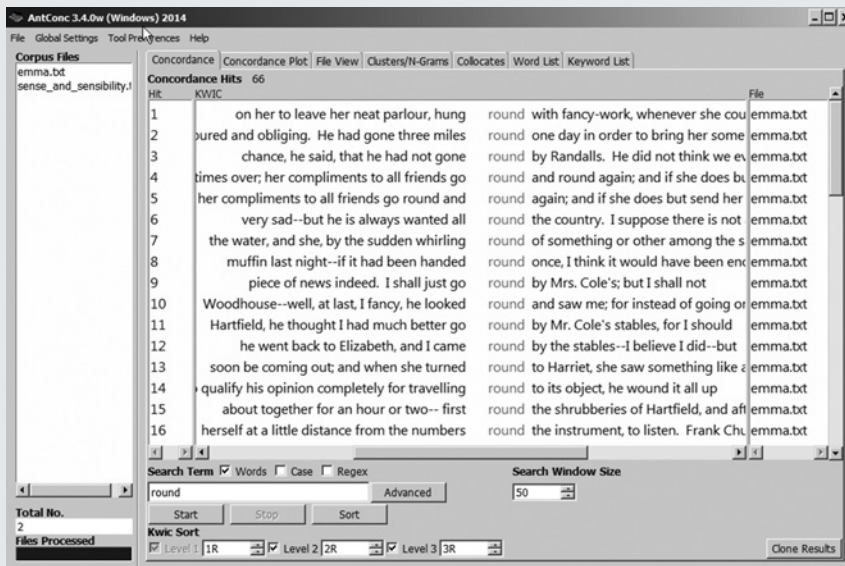 AntConc 3.4.0w (Windows) 2014
File Global Settings Tool Preferences Help
Corpus Files
emma.txt
sense_and_sensibility.t
Total No.
2
Files Processed
Concordance Concordance Plot File View Clusters/N-Grams Collocates Word List Keyword List
Concordance Hits 66
Hit KWIC File
1 on her to leave her neat parlour, hung round with fancy-work, whenever she cou emma.txt
2 oured and obliging. He had gone three miles round one day in order to bring her some emma.txt
3 chance, he said, that he had not gone round by Randalls. He did not think we ev emma.txt
4 times over; her compliments to all friends go round and round again; and if she does bu emma.txt
5 her compliments to all friends go round and round again; and if she does but send her emma.txt
6 very sad--but he is always wanted all round the country. I suppose there is not emma.txt
7 the water, and she, by the sudden whirling round of something or other among the s emma.txt
8 muffin last night--if it had been handed round once, I think it would have been enc emma.txt
9 piece of news indeed. I shall just go round by Mrs. Cole's; but I shall not emma.txt
10 Woodhouse--well, at last, I fancy, he looked round and saw me; for instead of going or emma.txt
11 Hartfield, he thought I had much better go round by Mr. Cole's stables, for I should emma.txt
12 he went back to Elizabeth, and I came round by the stables--I believe I did--but emma.txt
13 soon be coming out; and when she turned round to Harriet, she saw something like a emma.txt
14 qualify his opinion completely for travelling round to its object, he wound it all up emma.txt
15 about together for an hour or two-- first round the shrubberies of Hartfield, and aft emma.txt
16 herself at a little distance from the numbers round the instrument, to listen. Frank Chu emma.txt
Search Term Words Case Regex Search Window Size
round Advanced 50
Start Stop Sort
Kwic Sort
Level 1 1R Level 2 2R Level 3 3R Clone Results